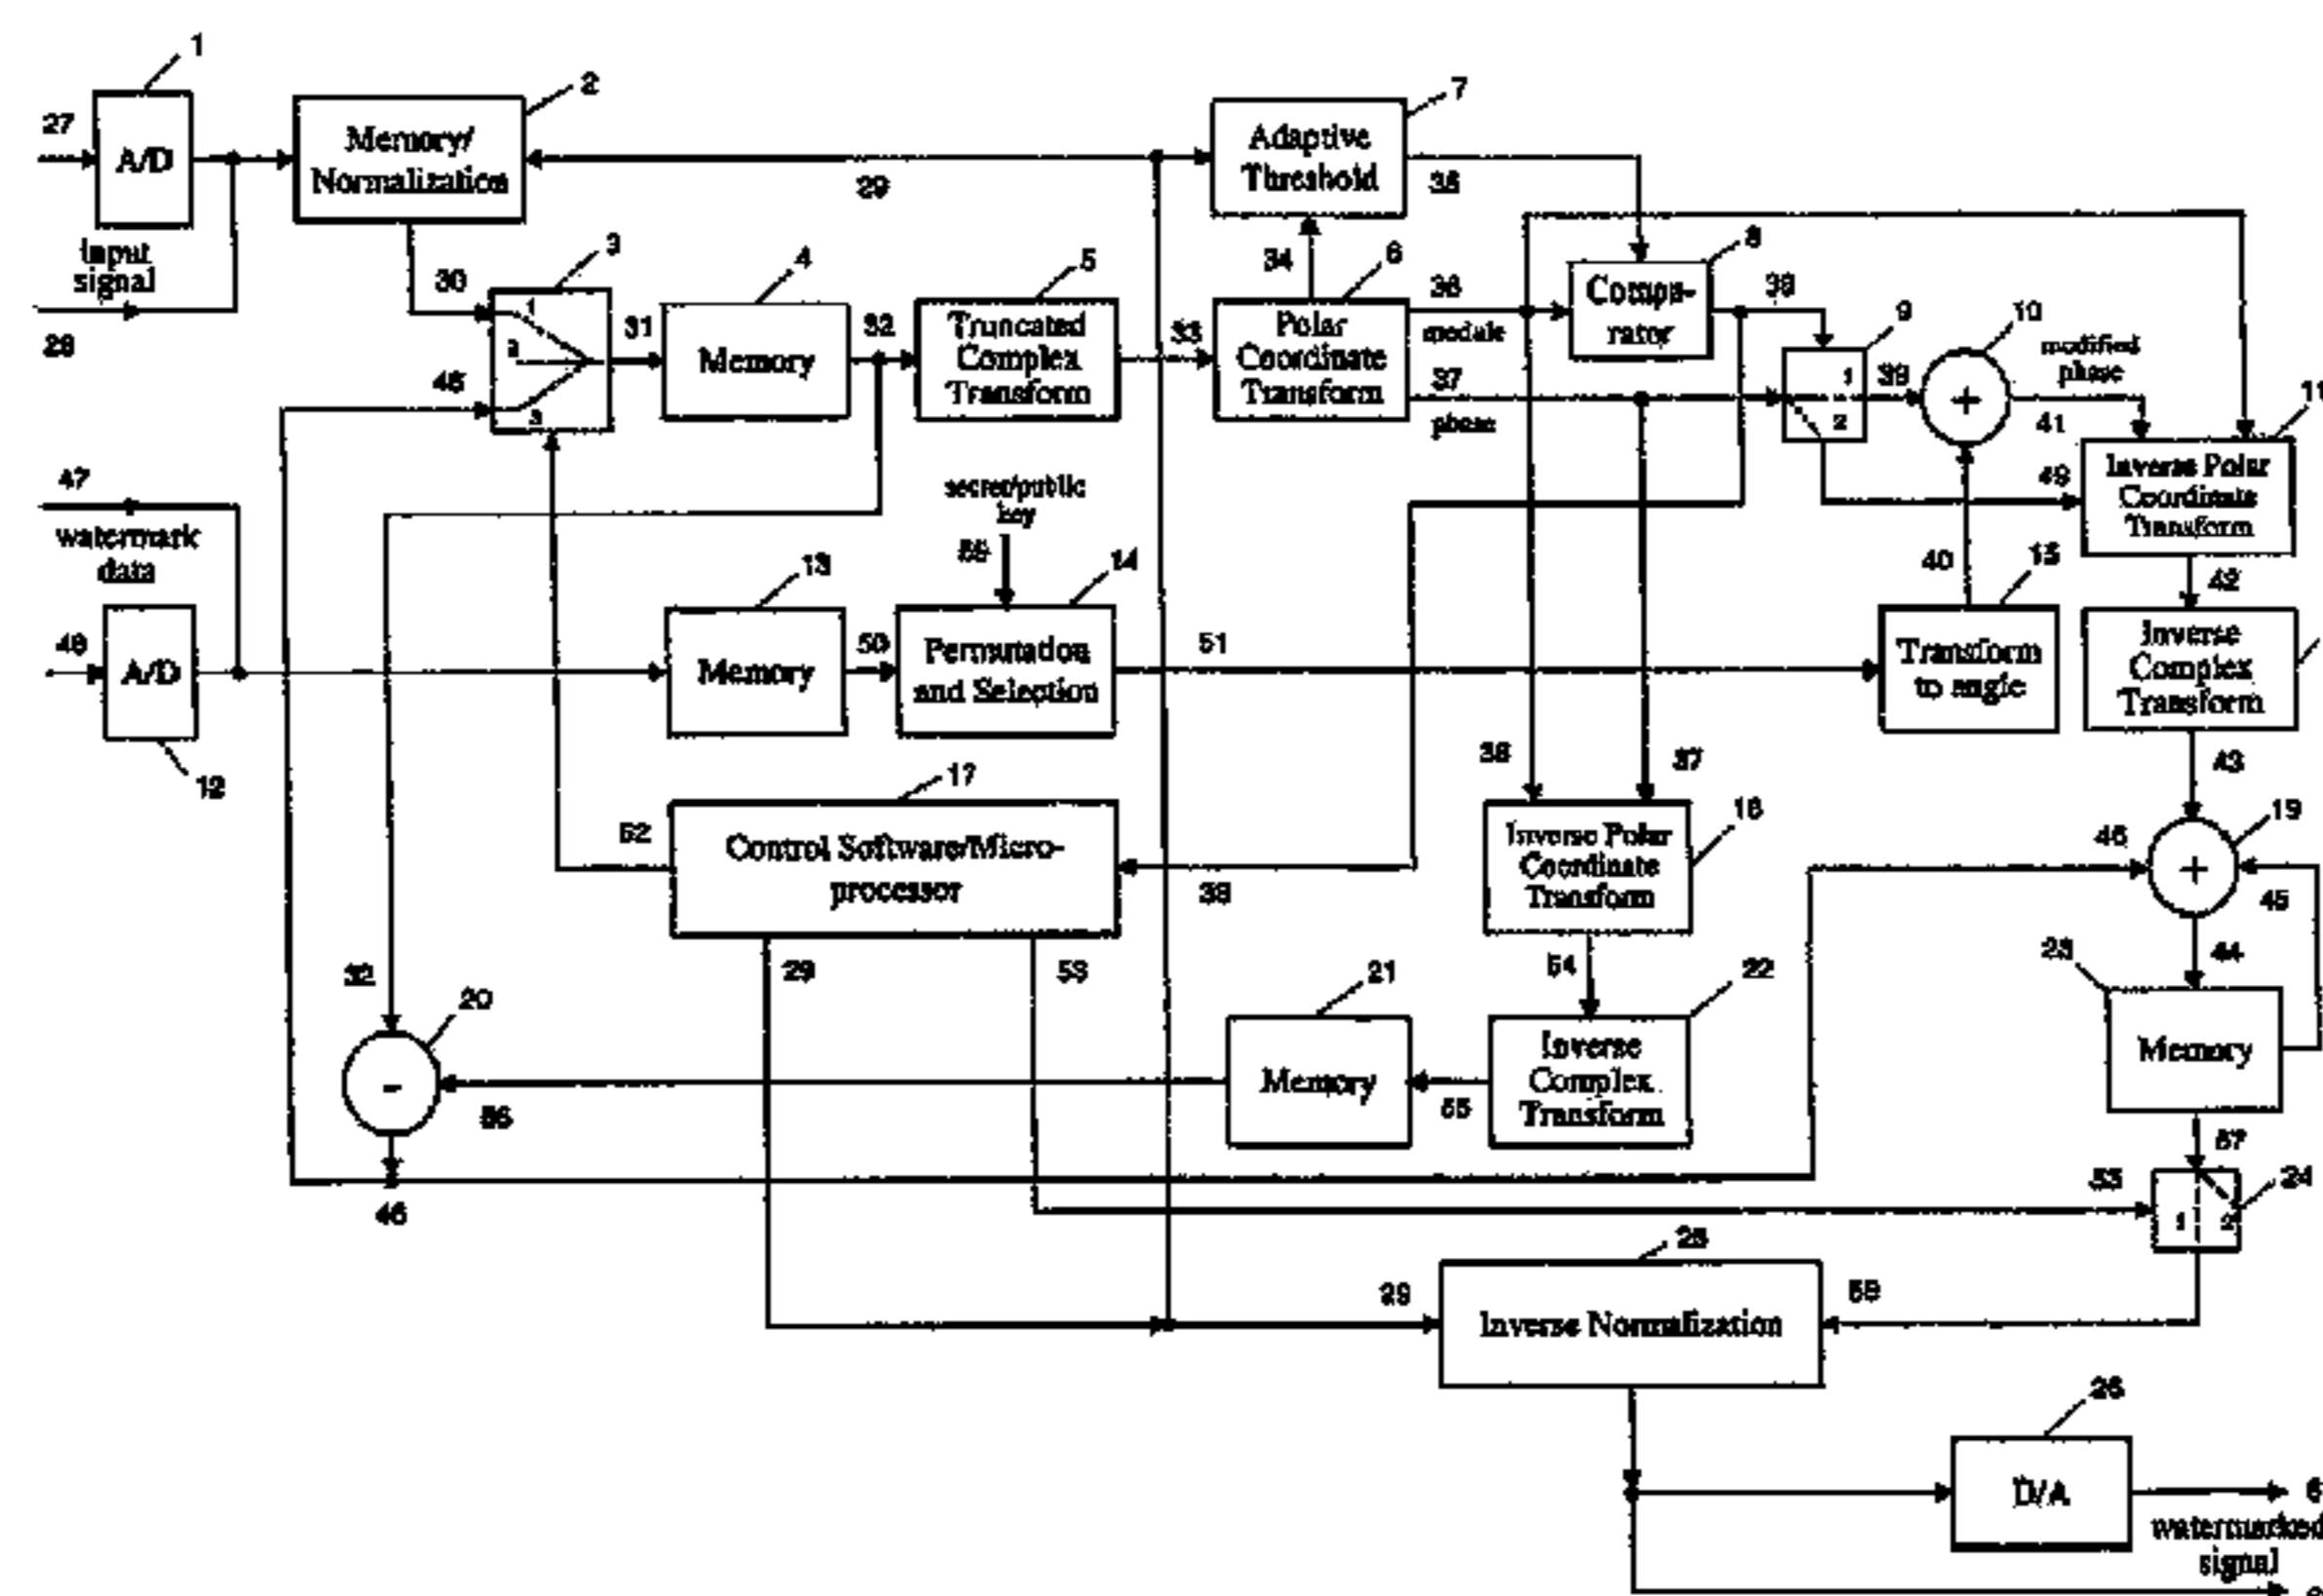 1
27
A/D
input
signal
28
2
Memory/
Normalization
29
30
3
1
2
3
31
4
Memory
32
5
Truncated
Complex
Transform
33
6
Polar
Coordinate
Transform
34
7
Adaptive
Threshold
35
36
module
37
phase
8
Compa-
rator
38
9
1
2
39
10
+
modified
phase
41
11
49
Inverse Polar
Coordinate
Transform
42
47
watermark
data
48
A/D
12
13
Memory
50
secret/public
key
14
Permutation
and Selection
51
40
15
Transform
to angle
Inverse
Complex
Transform
43
17
52
Control Software/Micro-
processor
38
29
53
36
37
18
Inverse Polar
Coordinate
Transform
54
22
Inverse
Complex
Transform
55
21
Memory
56
32
20
-
46
46
19
+
45
44
23
Memory
57
53
24
1
2
29
25
Inverse Normalization
26
D/A
watermarked
signal